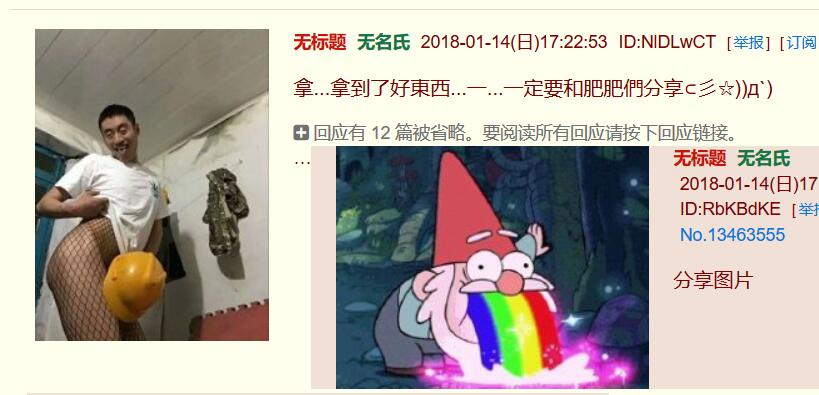 无标题 无名氏 2018-01-14(日)17:22:53 ID:NlDLwCT [举报] [订阅
拿...拿到了好東西...一...一定要和肥肥們分享⊂彡☆))д`)
回应有 12 篇被省略。要阅读所有回应请按下回应链接。
…
无标题 无名氏
2018-01-14(日)17
ID:RbKBdKE [举
No.13463555
分享图片